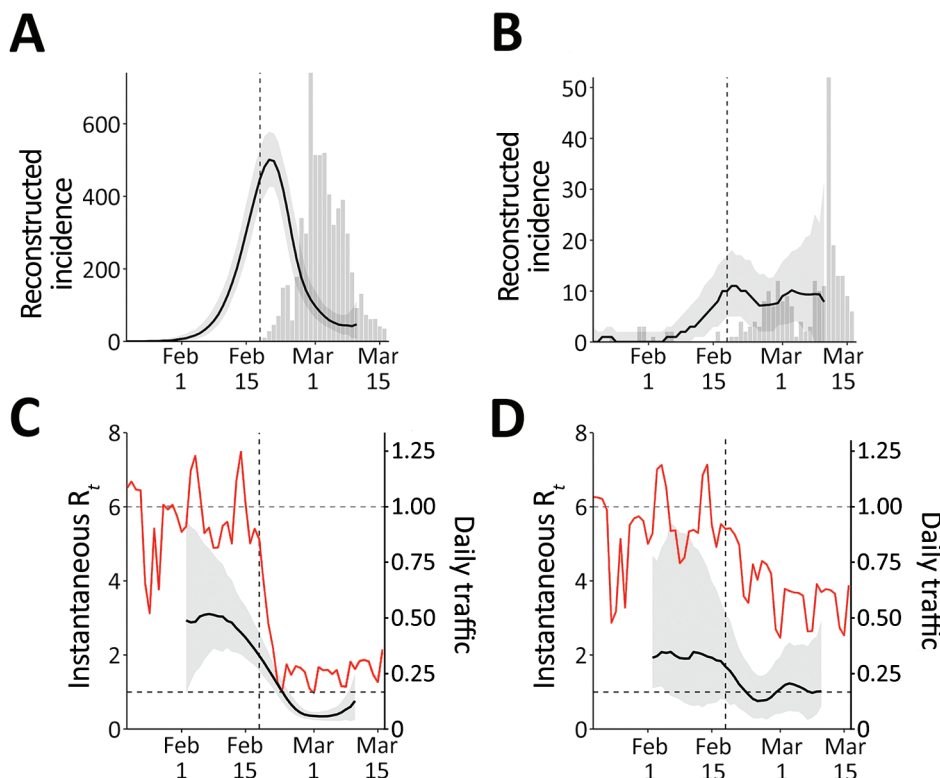 A
Reconstructed
incidence
600
400
200
0
Feb
1
Feb
15
Mar
1
Mar
15
B
Reconstructed
incidence
50
40
30
20
10
0
Feb
1
Feb
15
Mar
1
Mar
15
C
Instantaneous Rt
8
6
4
2
0
1.25
1.00
0.75
0.50
0.25
0
Daily traffic
Feb
1
Feb
15
Mar
1
Mar
15
D
Instantaneous Rt
8
6
4
2
0
1.25
1.00
0.75
0.50
0.25
0
Daily traffic
Feb
1
Feb
15
Mar
1
Mar
15